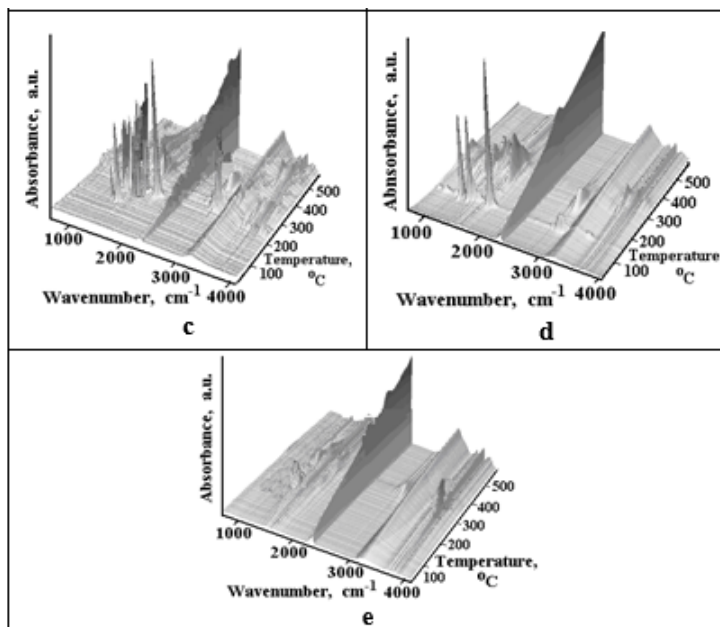 Absorbance, a.u.
1000
2000
3000
4000
100
200
300
400
500
Temperature,
oC
Wavenumber, cm-1
c
Abnsorbance, a.u.
1000
2000
3000
4000
100
200
300
400
500
Temperature,
oC
Wavenumber, cm-1
d
Absorbance, a.u.
1000
2000
3000
4000
100
200
300
400
500
Temperature,
oC
Wavenumber, cm-1
e